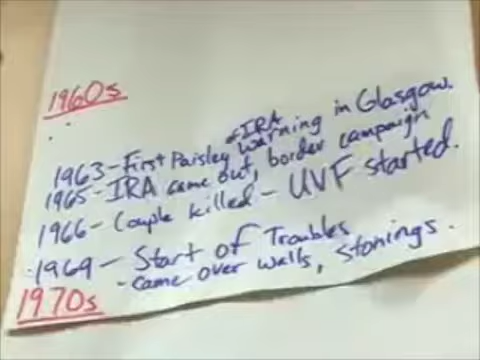 1960s
1963 - First Paisley & IRA warning in Glasgow.
1965 - IRA came out, border campaign
1966 - Couple killed - UVF started.
1969 - Start of Troubles
- came over walls, stonings.
1970s